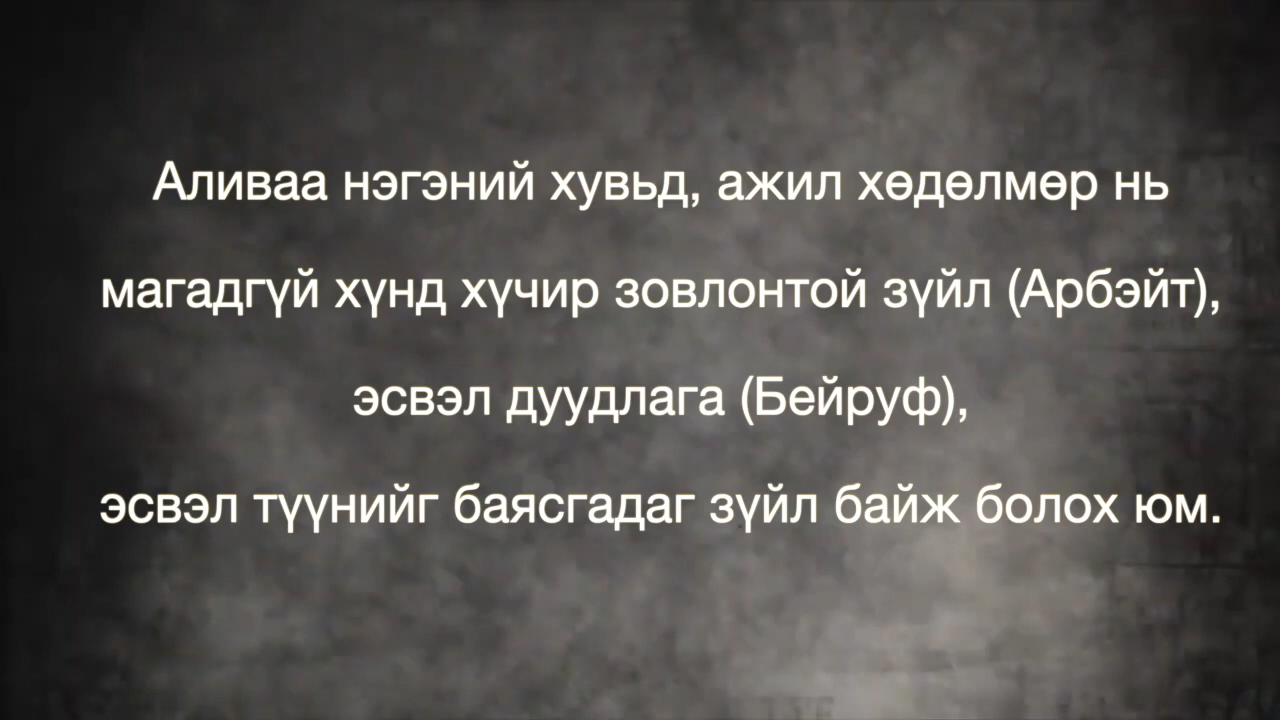 Аливаа нэгэний хувьд, ажил хөдөлмөр нь
магадгүй хүнд хүчир зовлонтой зүйл (Арбэйт),
эсвэл дуудлага (Бейруф),
эсвэл түүнийг баясгадаг зүйл байж болох юм.